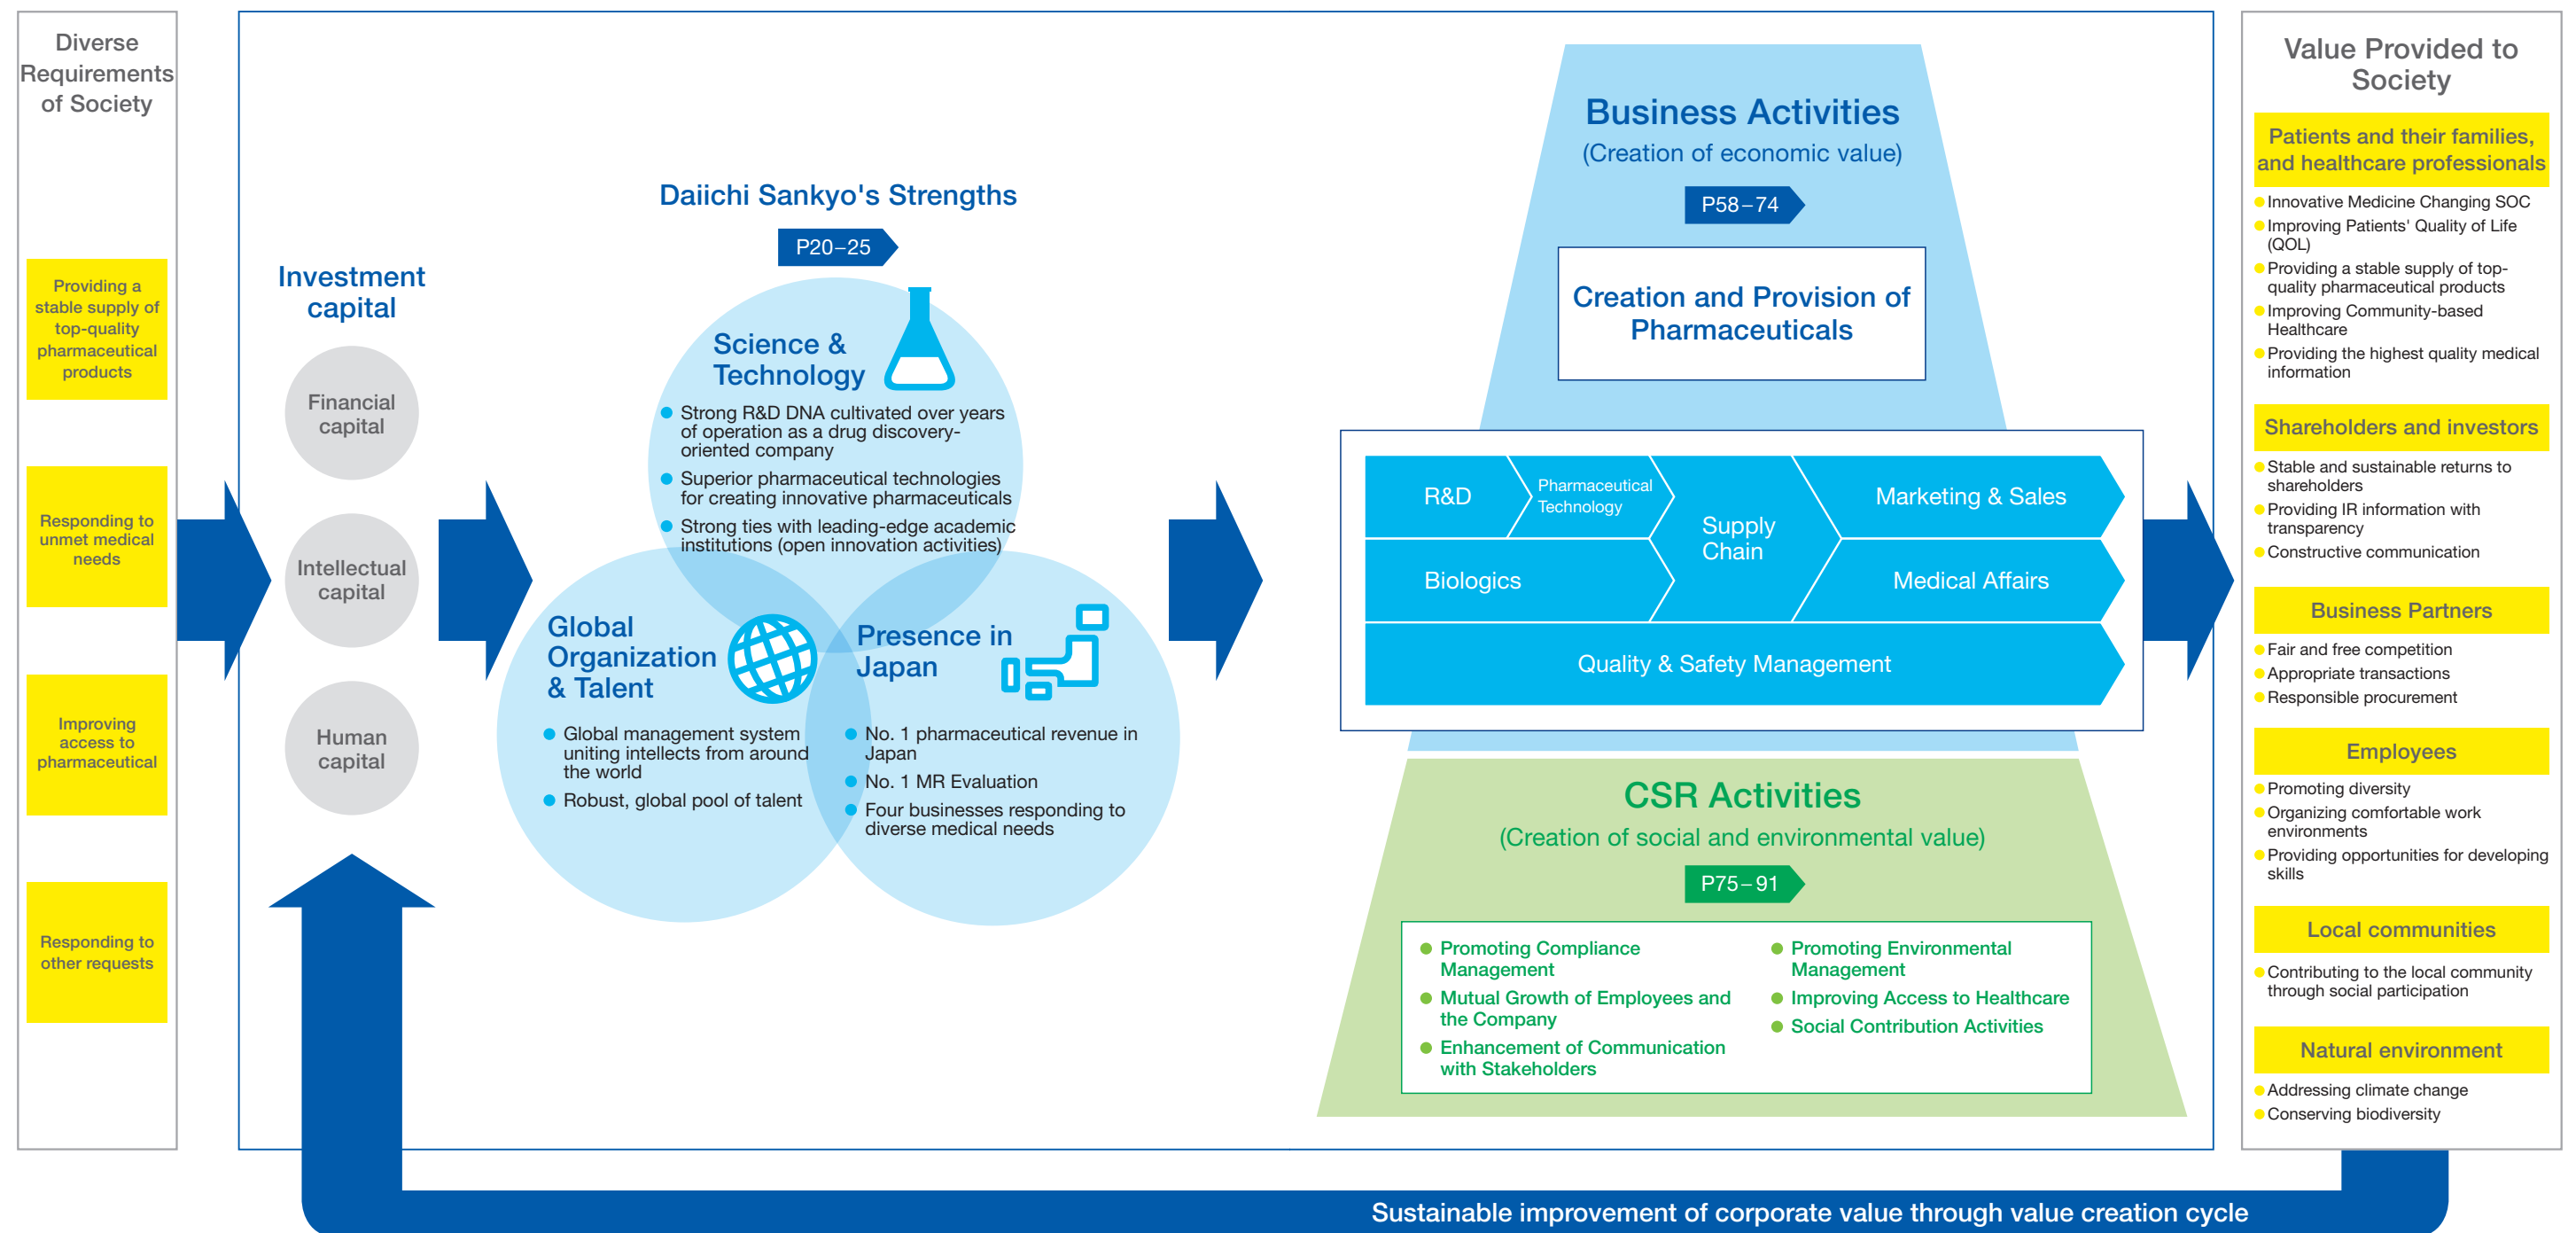 Diverse
Requirements
of Society
Providing a
stable supply of
top-quality
pharmaceutical
products
Responding to
unmet medical
needs
Improving
access to
pharmaceutical
Responding to
other requests
Investment
capital
Financial
capital
Intellectual
capital
Human
capital
Daiichi Sankyo's Strengths
P20–25
Science &
Technology
Strong R&D DNA cultivated over years
of operation as a drug discovery-
oriented company
Superior pharmaceutical technologies
for creating innovative pharmaceuticals
Strong ties with leading-edge academic
institutions (open innovation activities)
Global
Organization
& Talent
Global management system
uniting intellects from around
the world
Robust, global pool of talent
Presence in
Japan
No. 1 pharmaceutical revenue in
Japan
No. 1 MR Evaluation
Four businesses responding to
diverse medical needs
Business Activities
(Creation of economic value)
P58–74
Creation and Provision of
Pharmaceuticals
R&D
Pharmaceutical
Technology
Supply
Chain
Marketing & Sales
Biologics
Medical Affairs
Quality & Safety Management
CSR Activities
(Creation of social and environmental value)
P75–91
Promoting Compliance
Management
Mutual Growth of Employees and
the Company
Enhancement of Communication
with Stakeholders
Promoting Environmental
Management
Improving Access to Healthcare
Social Contribution Activities
Value Provided to
Society
Patients and their families,
and healthcare professionals
Innovative Medicine Changing SOC
Improving Patients' Quality of Life
(QOL)
Providing a stable supply of top-
quality pharmaceutical products
Improving Community-based
Healthcare
Providing the highest quality medical
information
Shareholders and investors
Stable and sustainable returns to
shareholders
Providing IR information with
transparency
Constructive communication
Business Partners
Fair and free competition
Appropriate transactions
Responsible procurement
Employees
Promoting diversity
Organizing comfortable work
environments
Providing opportunities for developing
skills
Local communities
Contributing to the local community
through social participation
Natural environment
Addressing climate change
Conserving biodiversity
Sustainable improvement of corporate value through value creation cycle